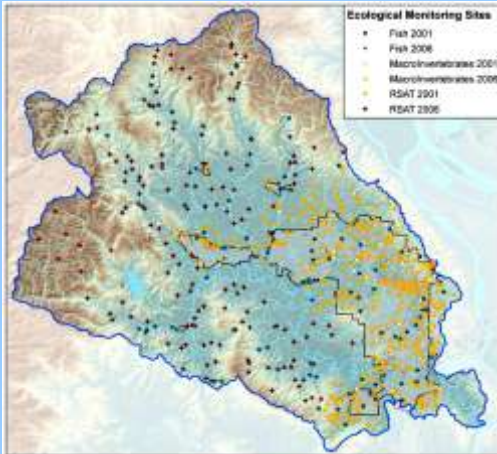 Ecological Monitoring Sites
Fish 2001
Fish 2006
Macroinvertebrates 2001
Macroinvertebrates 2006
RSAT 2001
RSAT 2006